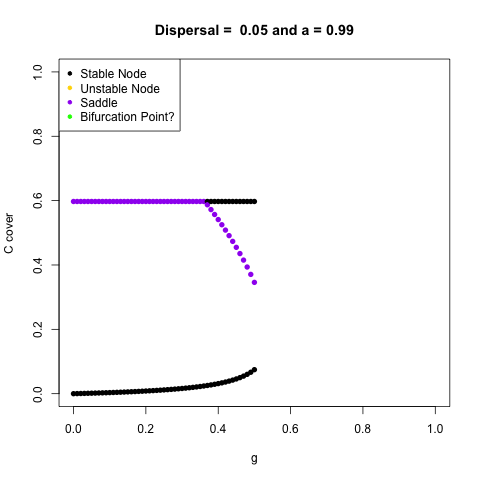 Dispersal =  0.05 and a = 0.99
Stable Node
Unstable Node
Saddle
Bifurcation Point?
C cover
1.0
0.8
0.6
0.4
0.2
0.0
0.0 0.2 0.4 0.6 0.8 1.0
g